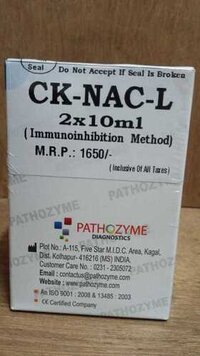 Seal
Do Not Accept If Seal Is Broken
CK-NAC-L
2x10ml
( Immunoinhibition Method)
M.R.P.: 1650/-
( Inclusive Of All Taxes)
PATHOZYME
PATHOZYME
DIAGNOSTICS
Plot No.: A-115, Five Star M.I.D.C. Area, Kagal,
Dist. Kolhapur- 416216 (MS) INDIA.
Customer Care No. : 0231 - 2305072
Email : contactus@pathozyme.com
Website : www.pathozyme.com
An ISO 9001 : 2008 & 13485 : 2003
CE Certified Company